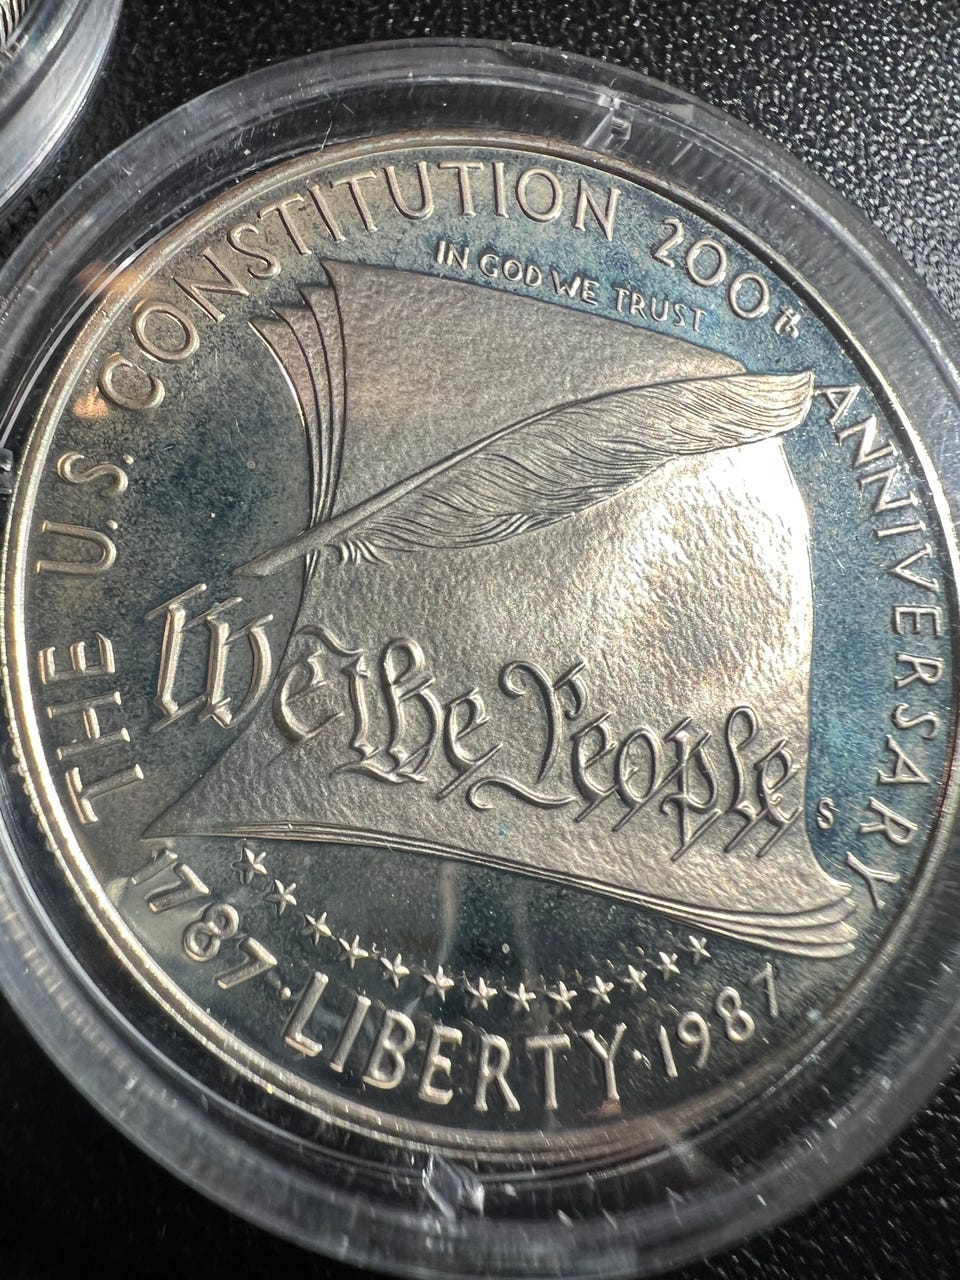 THE U.S. CONSTITUTION 200th ANNIVERSARY
IN GOD WE TRUST
We the People
S
1787 · LIBERTY · 1987